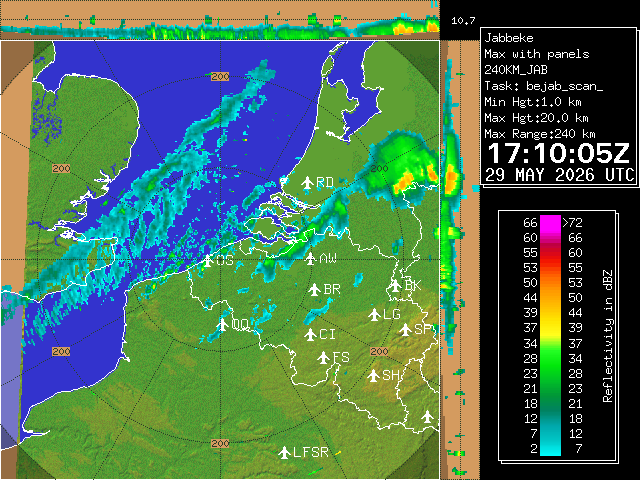 10.7
Jabbeke
Max with panels
240KM_JAB
Task: bejab_scan_
Min Hgt:1.0 km
Max Hgt:20.0 km
Max Range:240 km
17:10:05Z
29 MAY 2026 UTC
200
200
200
RD
OS
AW
BR
BK
LG
QO
CI
SP
200
FS
200
SH
200
LFSR
66 >72
60 66
55 60
53 55
50 53
44 50
42 44
39 42
37 39
34 37
28 34
23 28
21 23
18 21
12 18
7 12
2 7
Reflectivity in dBZ